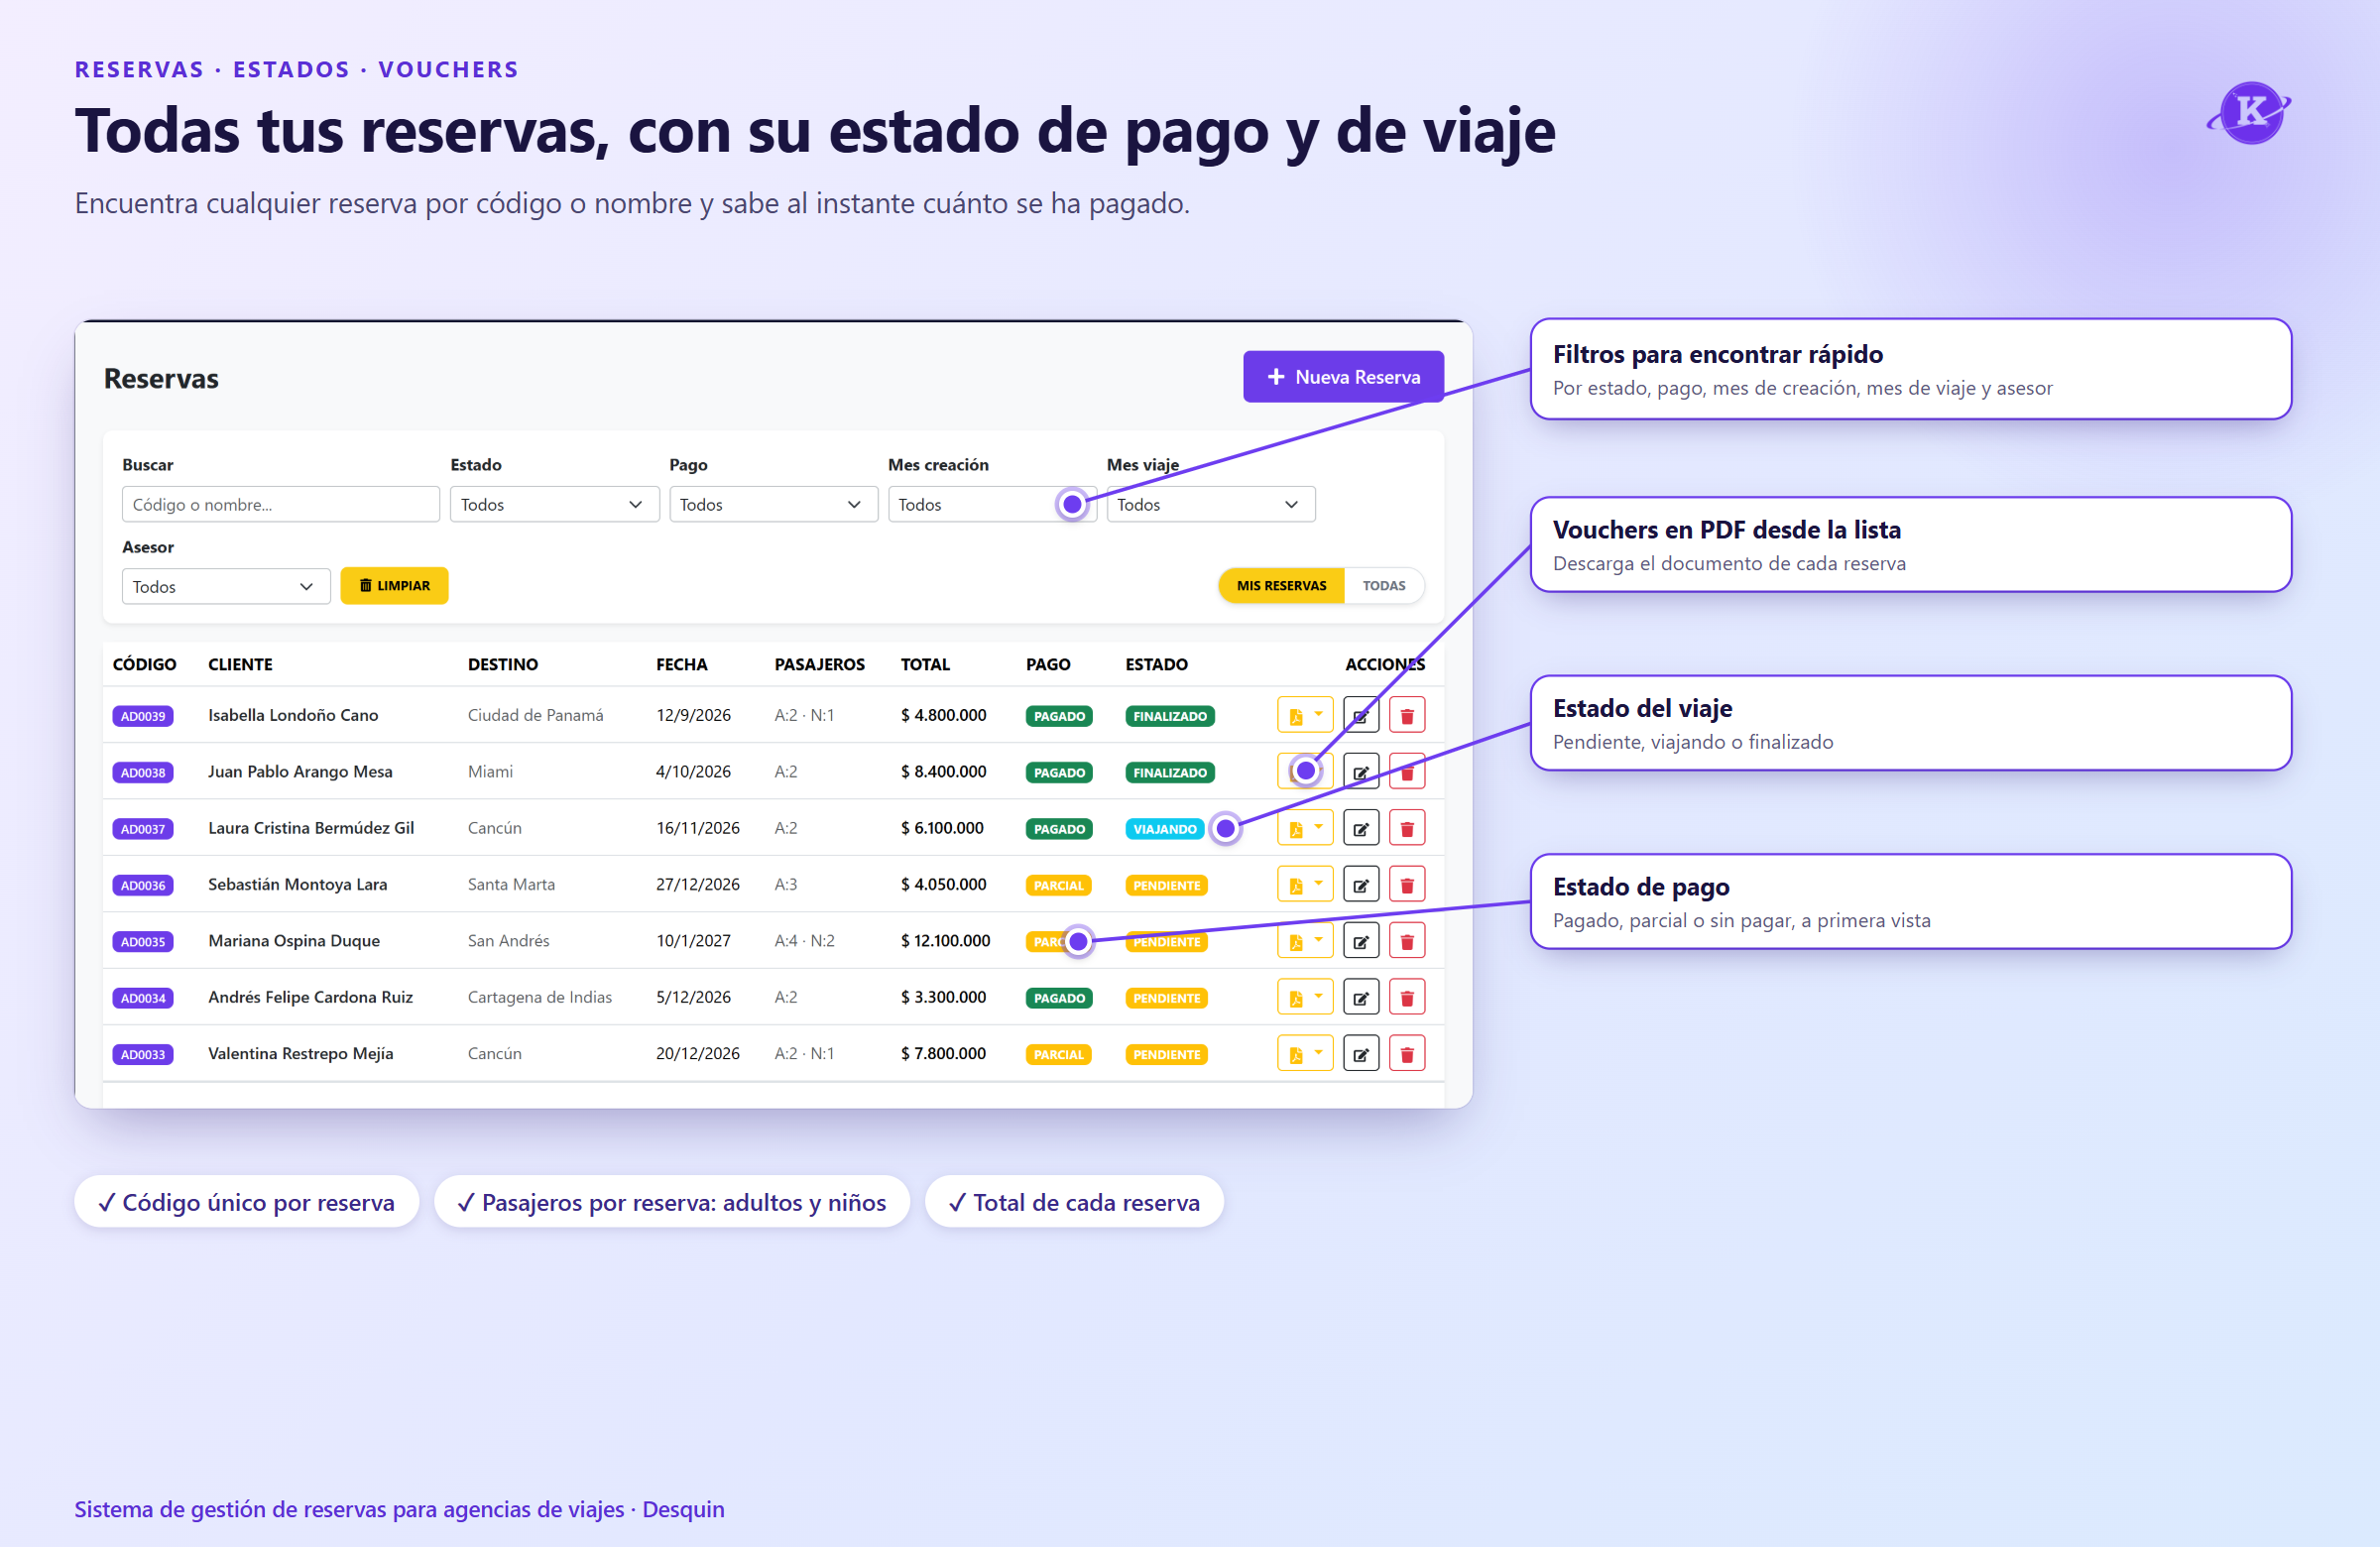 RESERVAS · ESTADOS · VOUCHERS
Todas tus reservas, con su estado de pago y de viaje
Encuentra cualquier reserva por código o nombre y sabe al instante cuánto se ha pagado.
K
Reservas
Nueva Reserva
Buscar Estado Pago Mes creación Mes viaje
Código o nombre... Todos Todos Todos Todos
Asesor
Todos LIMPIAR MIS RESERVAS TODAS
CÓDIGO CLIENTE DESTINO FECHA PASAJEROS TOTAL PAGO ESTADO ACCIONES
AD0039 Isabella Londoño Cano Ciudad de Panamá 12/9/2026 A:2 · N:1 $ 4.800.000 PAGADO FINALIZADO
AD0038 Juan Pablo Arango Mesa Miami 4/10/2026 A:2 $ 8.400.000 PAGADO FINALIZADO
AD0037 Laura Cristina Bermúdez Gil Cancún 16/11/2026 A:2 $ 6.100.000 PAGADO VIAJANDO
AD0036 Sebastián Montoya Lara Santa Marta 27/12/2026 A:3 $ 4.050.000 PARCIAL PENDIENTE
AD0035 Mariana Ospina Duque San Andrés 10/1/2027 A:4 · N:2 $ 12.100.000 PENDIENTE
AD0034 Andrés Felipe Cardona Ruiz Cartagena de Indias 5/12/2026 A:2 $ 3.300.000 PAGADO PENDIENTE
AD0033 Valentina Restrepo Mejía Cancún 20/12/2026 A:2 · N:1 $ 7.800.000 PARCIAL PENDIENTE
Filtros para encontrar rápido
Por estado, pago, mes de creación, mes de viaje y asesor
Vouchers en PDF desde la lista
Descarga el documento de cada reserva
Estado del viaje
Pendiente, viajando o finalizado
Estado de pago
Pagado, parcial o sin pagar, a primera vista
✓ Código único por reserva
✓ Pasajeros por reserva: adultos y niños
✓ Total de cada reserva
Sistema de gestión de reservas para agencias de viajes · Desquin